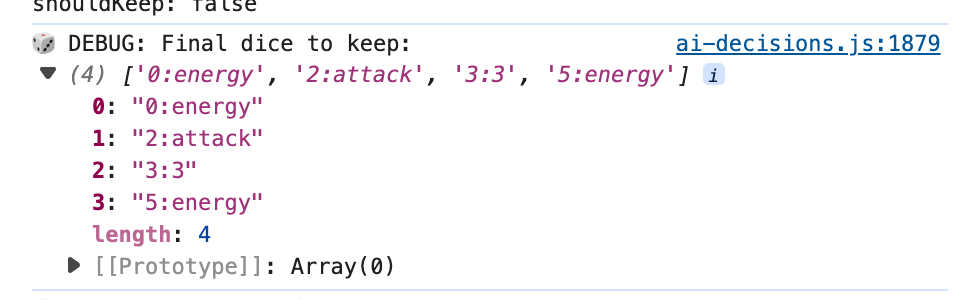 shouldKeep: false
🎲 DEBUG: Final dice to keep: ai-decisions.js:1879
▼ (4) ['0:energy', '2:attack', '3:3', '5:energy'] i
0: "0:energy"
1: "2:attack"
2: "3:3"
3: "5:energy"
length: 4
▶ [[Prototype]]: Array(0)